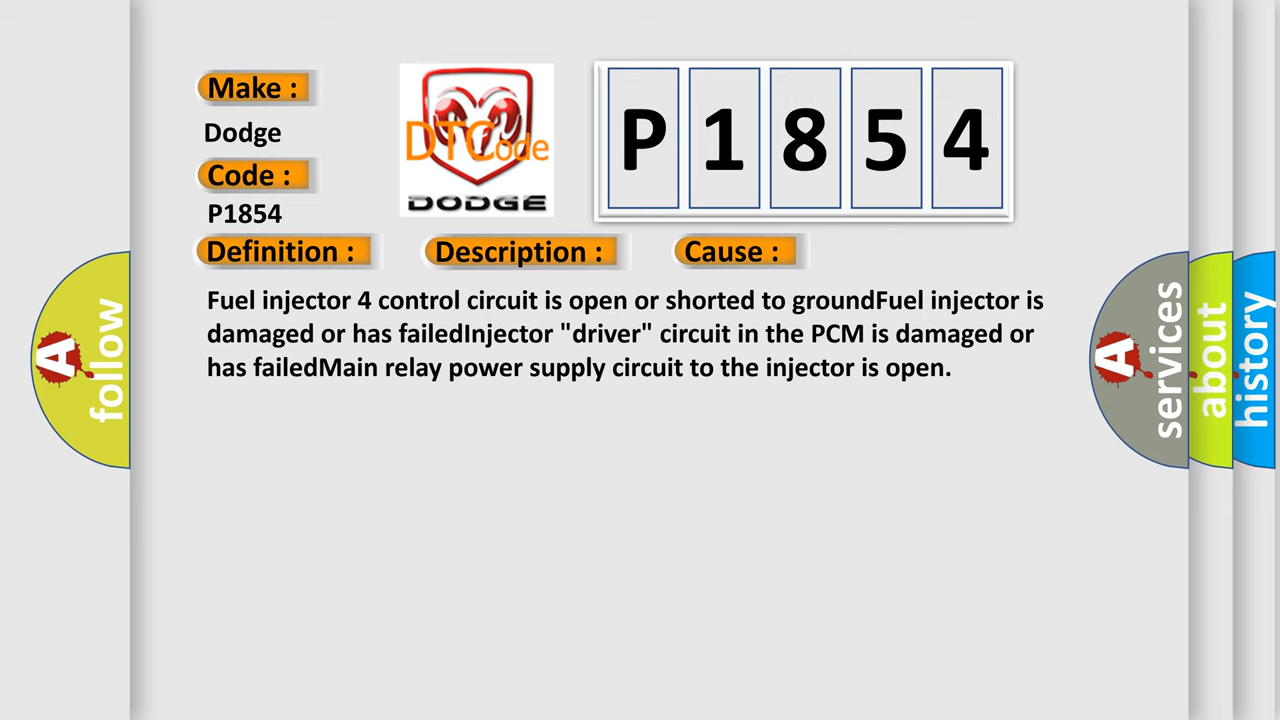 Make :
Dodge
Code :
P1854
DTCode
DODGE
P 1 8 5 4
Definition :
Description :
Cause :
Fuel injector 4 control circuit is open or shorted to groundFuel injector is
damaged or has failedInjector "driver" circuit in the PCM is damaged or
has failedMain relay power supply circuit to the injector is open.
A
follow
A
services
about
history